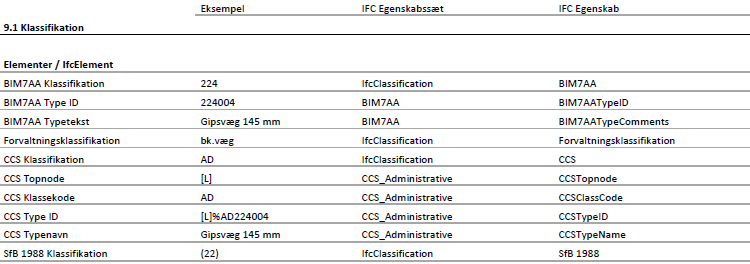 Eksempel IFC Egenskabssæt IFC Egenskab
9.1 Klassifikation
Elementer / IfcElement
BIM7AA Klassifikation 224 IfcClassification BIM7AA
BIM7AA Type ID 224004 BIM7AA BIM7AATypeID
BIM7AA Typetekst Gipsvæg 145 mm BIM7AA BIM7AATypeComments
Forvaltningsklassifikation bk.væg IfcClassification Forvaltningsklassifikation
CCS Klassifikation AD IfcClassification CCS
CCS Topnode [L] CCS_Administrative CCSTopnode
CCS Klassekode AD CCS_Administrative CCSClassCode
CCS Type ID [L]%AD224004 CCS_Administrative CCSTypeID
CCS Typenavn Gipsvæg 145 mm CCS_Administrative CCSTypeName
SfB 1988 Klassifikation (22) IfcClassification SfB 1988